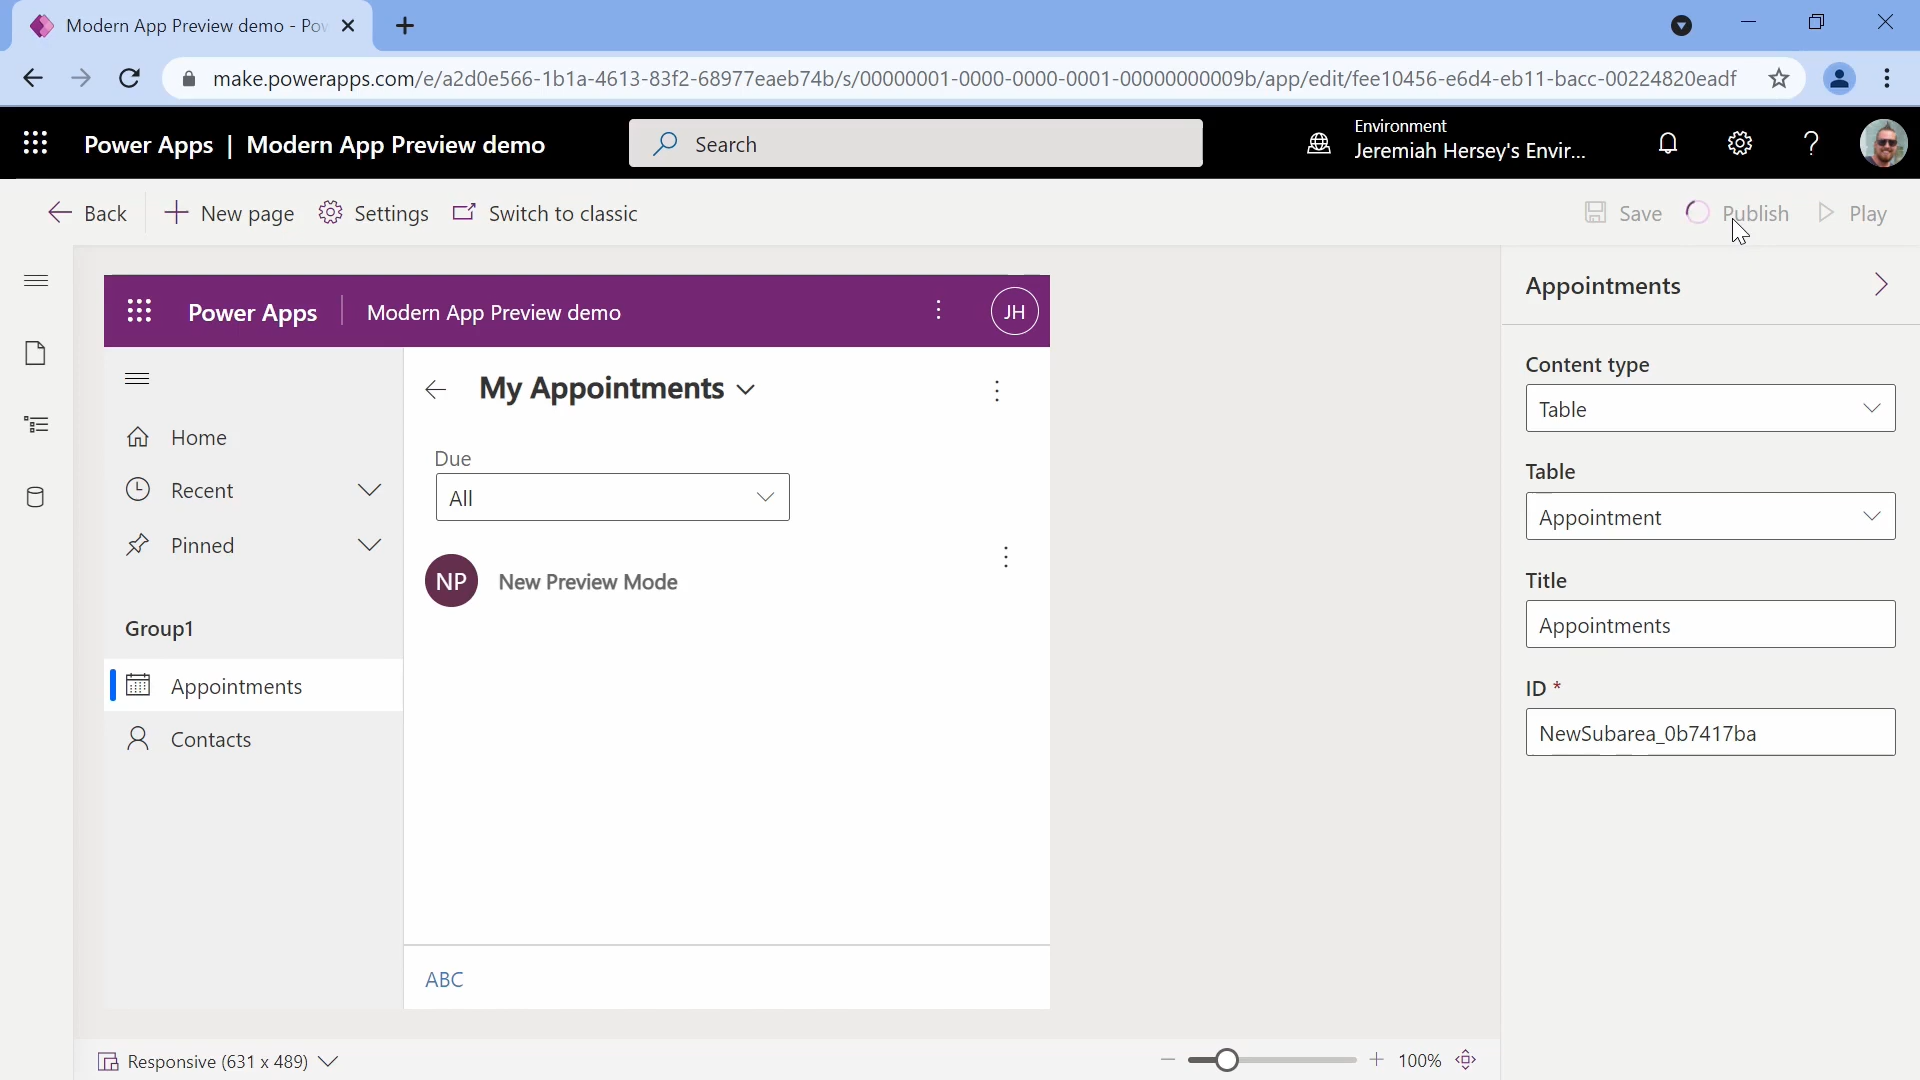 Modern App Preview demo - Pow
make.powerapps.com/e/a2d0e566-1b1a-4613-83f2-68977eaeb74b/s/00000001-0000-0000-0001-00000000009b/app/edit/fee10456-e6d4-eb11-bacc-00224820eadf
Power Apps | Modern App Preview demo
Search
Environment
Jeremiah Hersey's Envir...
Back
New page
Settings
Switch to classic
Save
Publish
Play
Power Apps
Modern App Preview demo
JH
Home
Recent
Pinned
Group1
Appointments
Contacts
My Appointments
Due
All
NP
New Preview Mode
ABC
Appointments
Content type
Table
Table
Appointment
Title
Appointments
ID *
NewSubarea_0b7417ba
Responsive (631 x 489)
100%